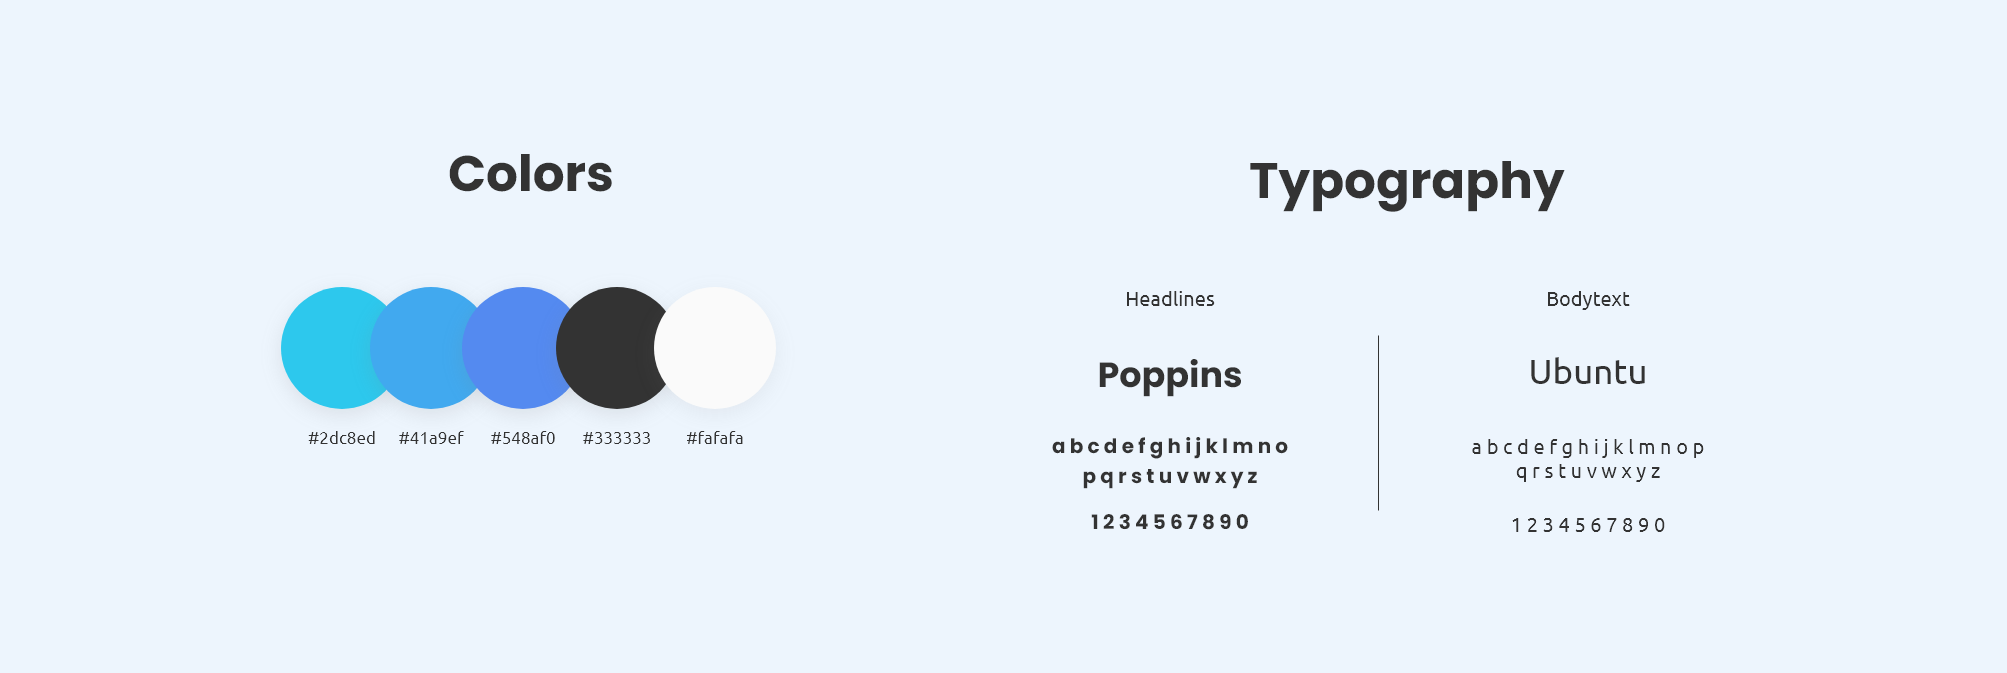 Colors
#2dc8ed #41a9ef #548af0 #333333 #fafafa
Typography
Headlines
Poppins
a b c d e f g h i j k l m n o
p q r s t u v w x y z
1 2 3 4 5 6 7 8 9 0
Bodytext
Ubuntu
a b c d e f g h i j k l m n o p
q r s t u v w x y z
1 2 3 4 5 6 7 8 9 0